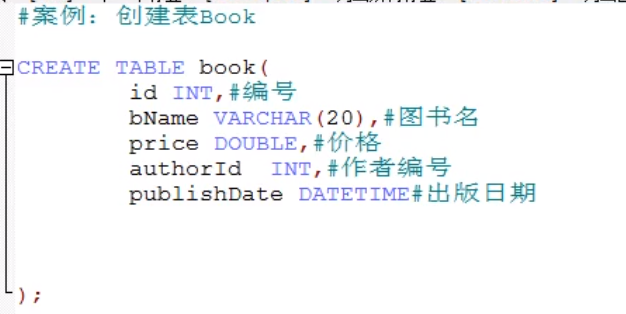 #案例：创建表Book
CREATE TABLE book(
id INT,#编号
bName VARCHAR(20),#图书名
price DOUBLE,#价格
authorId  INT,#作者编号
publishDate DATETIME#出版日期
);